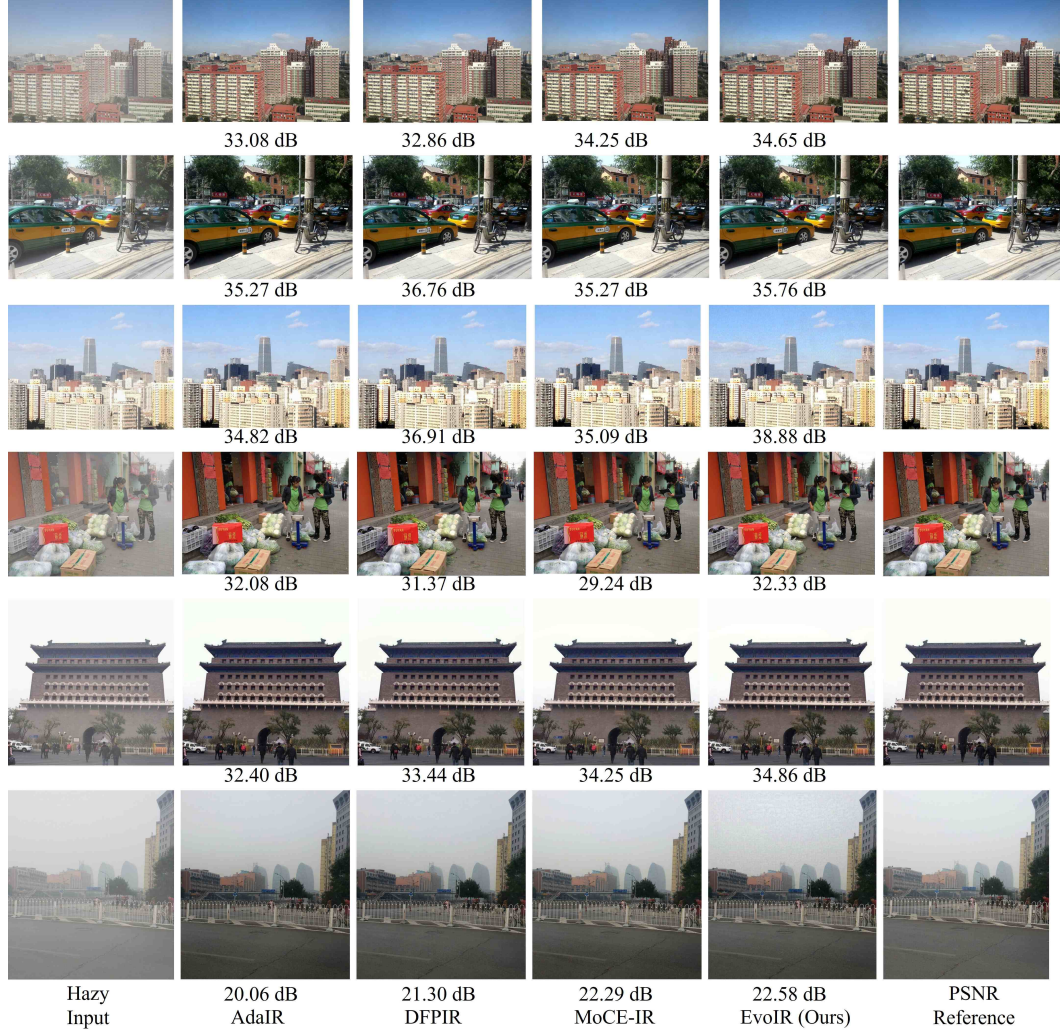 33.08 dB 32.86 dB 34.25 dB 34.65 dB
35.27 dB 36.76 dB 35.27 dB 35.76 dB
34.82 dB 36.91 dB 35.09 dB 38.88 dB
32.08 dB 31.37 dB 29.24 dB 32.33 dB
32.40 dB 33.44 dB 34.25 dB 34.86 dB
Hazy 20.06 dB 21.30 dB 22.29 dB 22.58 dB PSNR
Input AdaIR DFPIR MoCE-IR EvoIR (Ours) Reference